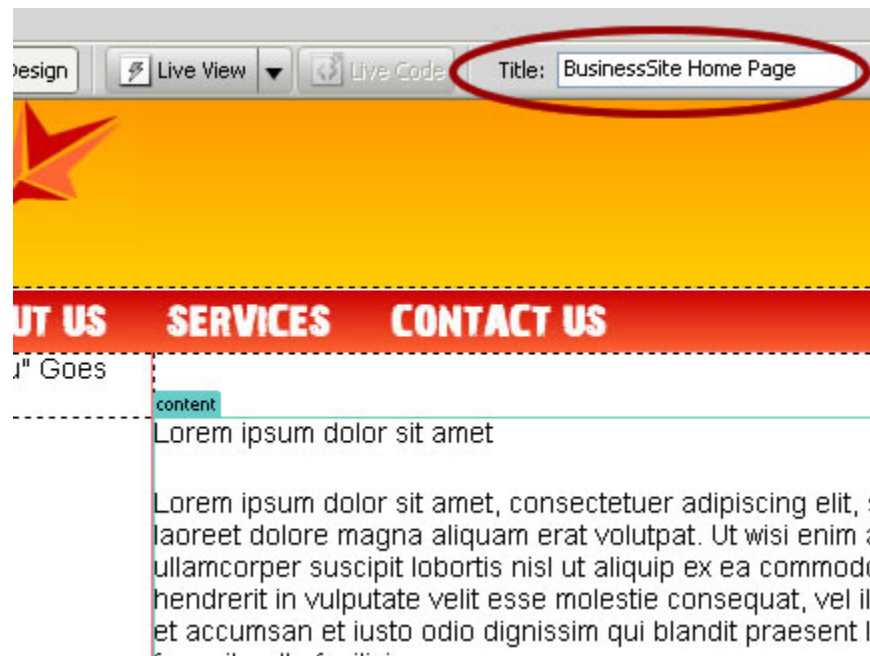 Design Live View Live Code Title: BusinessSite Home Page
UT US SERVICES CONTACT US
u" Goes
content
Lorem ipsum dolor sit amet
Lorem ipsum dolor sit amet, consectetuer adipiscing elit,
laoreet dolore magna aliquam erat volutpat. Ut wisi enim
ullamcorper suscipit lobortis nisl ut aliquip ex ea commodo
hendrerit in vulputate velit esse molestie consequat, vel il
et accumsan et iusto odio dignissim qui blandit praesent l